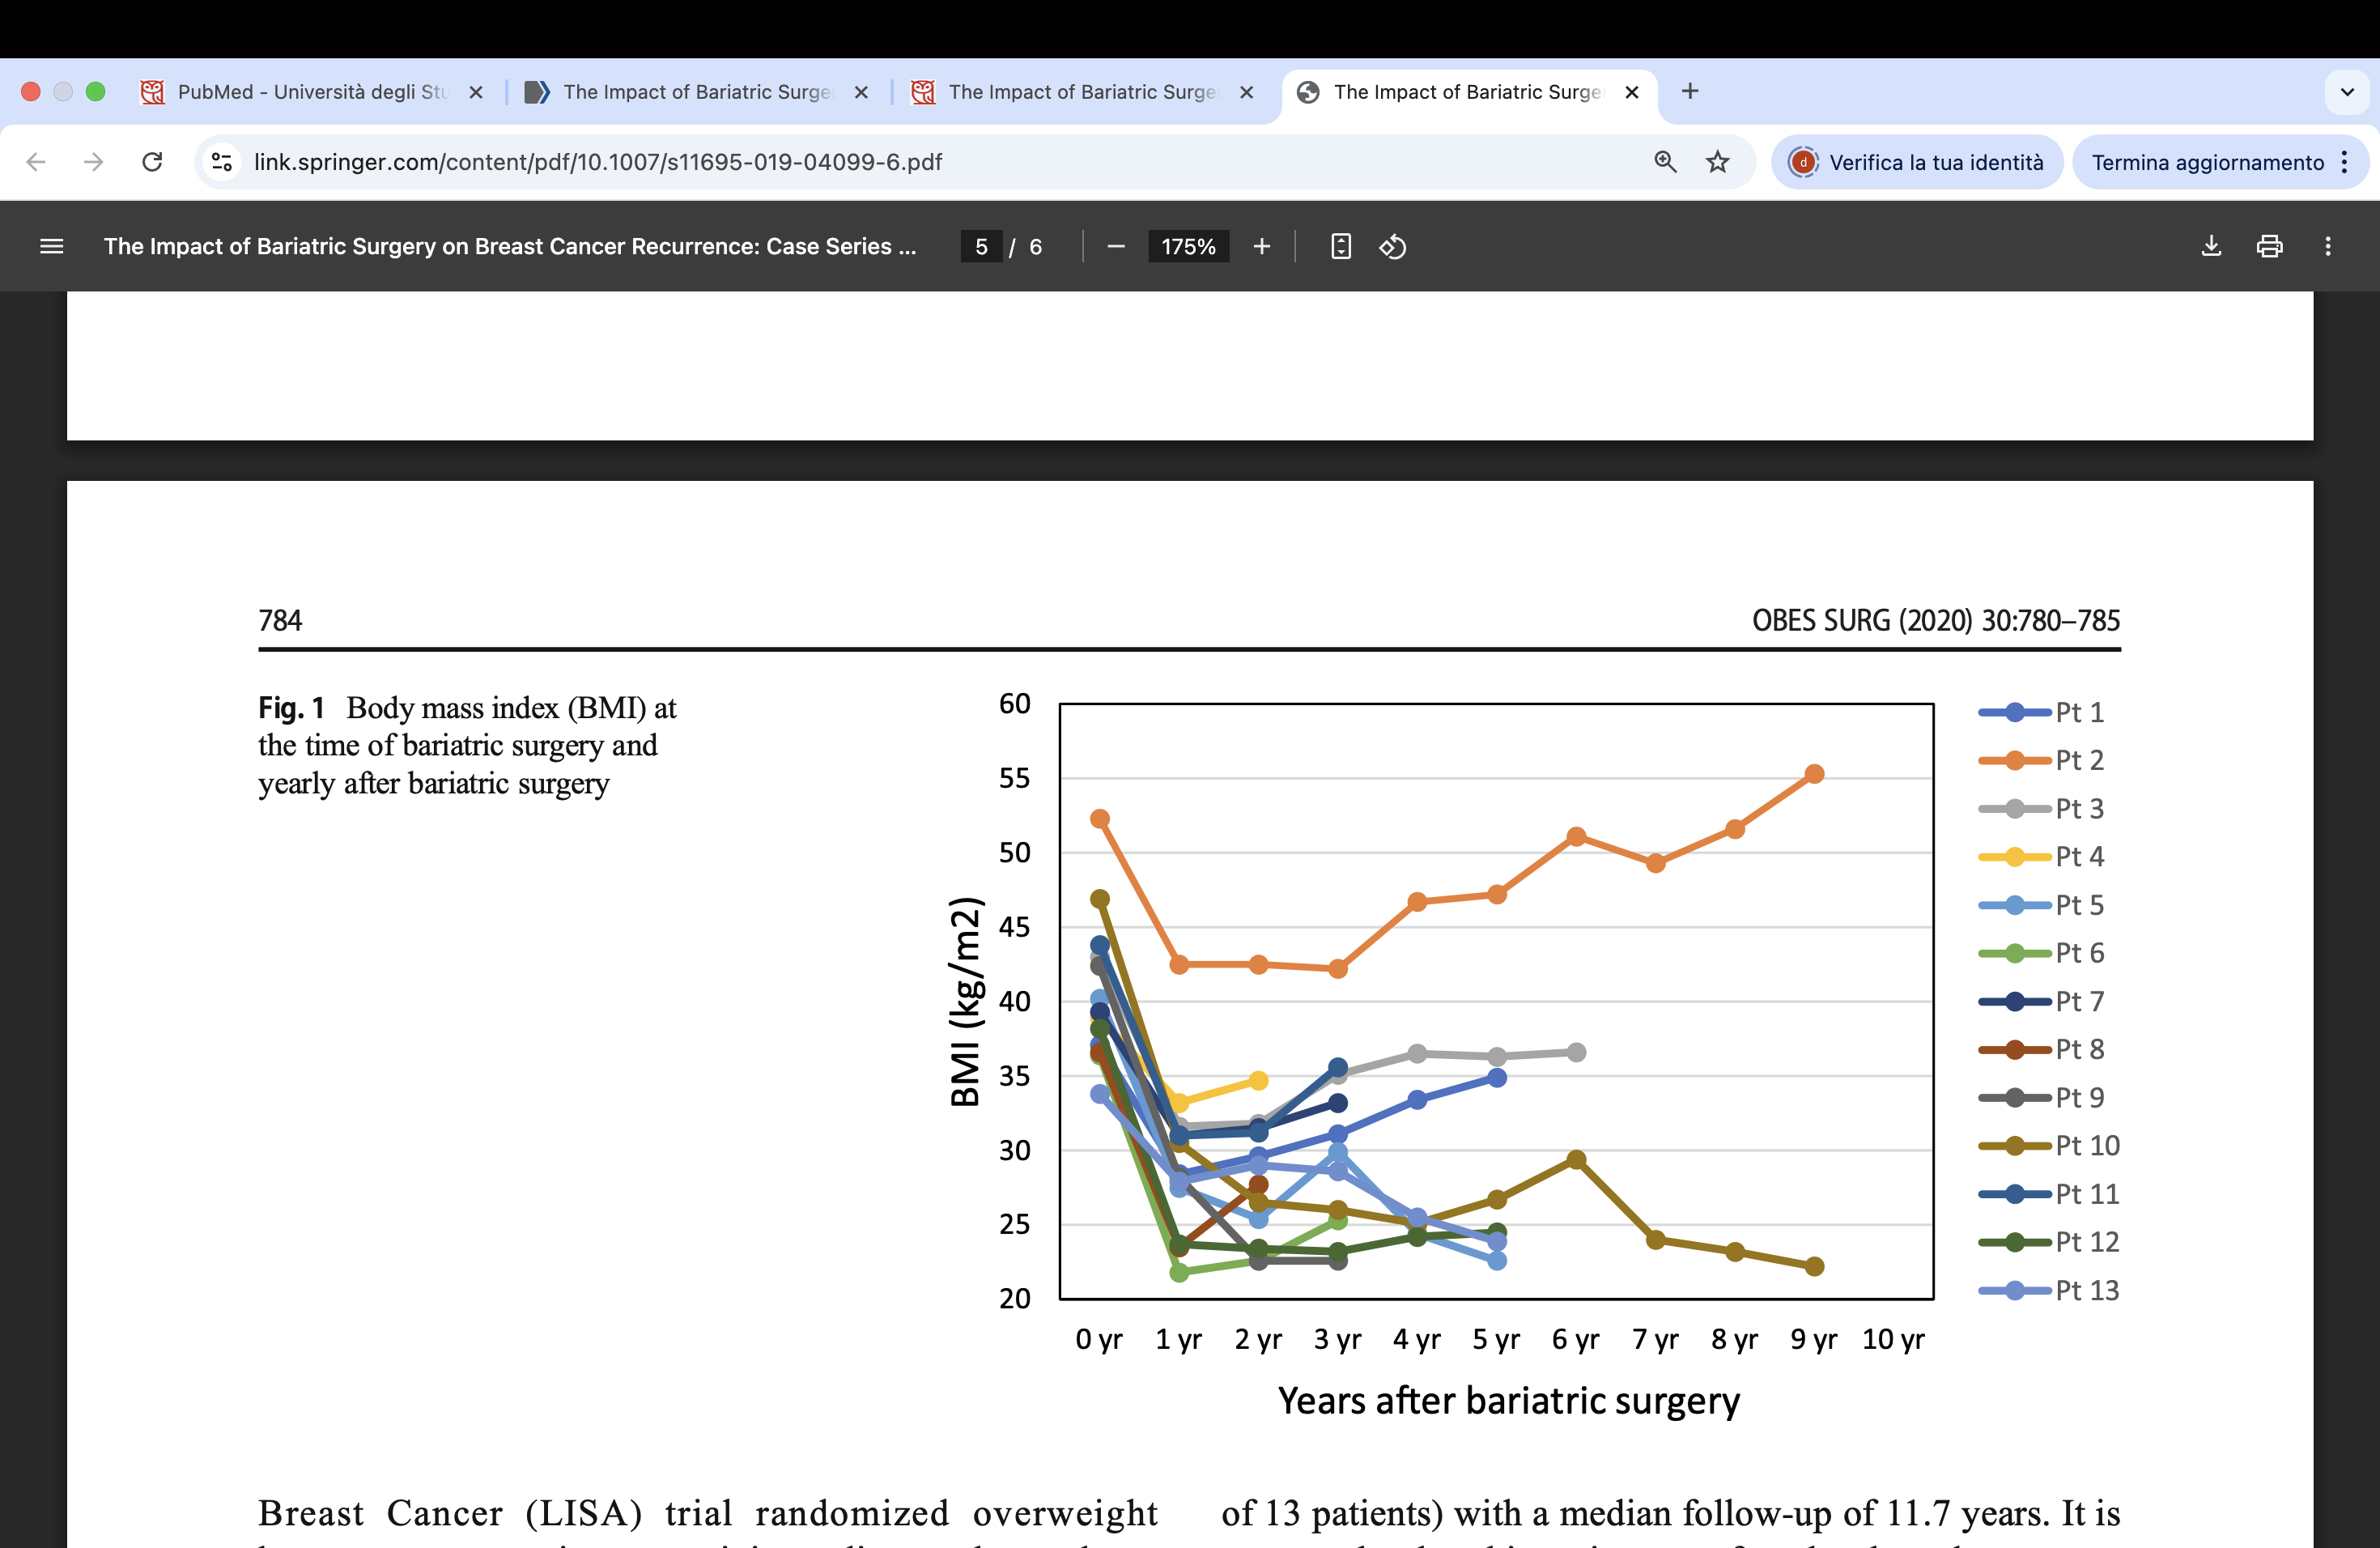 PubMed - Università degli Stu
The Impact of Bariatric Surge
The Impact of Bariatric Surge
The Impact of Bariatric Surge
link.springer.com/content/pdf/10.1007/s11695-019-04099-6.pdf
d
Verifica la tua identità
Termina aggiornamento
The Impact of Bariatric Surgery on Breast Cancer Recurrence: Case Series ...
5 / 6
175%
784
OBES SURG (2020) 30:780–785
Fig. 1 Body mass index (BMI) at
the time of bariatric surgery and
yearly after bariatric surgery
60
55
50
45
40
35
30
25
20
BMI (kg/m2)
0 yr 1 yr 2 yr 3 yr 4 yr 5 yr 6 yr 7 yr 8 yr 9 yr 10 yr
Years after bariatric surgery
Pt 1
Pt 2
Pt 3
Pt 4
Pt 5
Pt 6
Pt 7
Pt 8
Pt 9
Pt 10
Pt 11
Pt 12
Pt 13
Breast Cancer (LISA) trial randomized overweight
of 13 patients) with a median follow-up of 11.7 years. It is